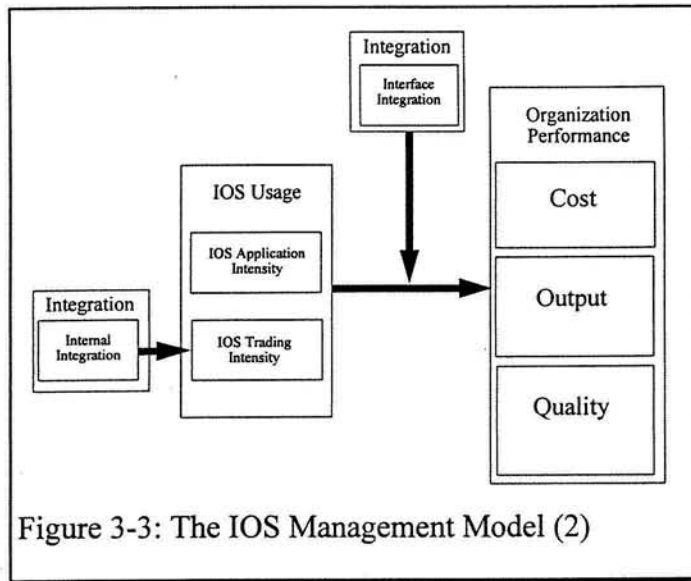 Integration
Interface
Integration
Organization
Performance
Cost
Output
Quality
IOS Usage
IOS Application
Intensity
IOS Trading
Intensity
Integration
Internal
Integration
Figure 3-3: The IOS Management Model (2)